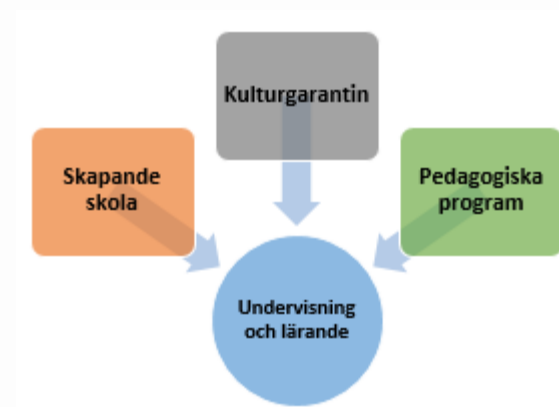 Kulturgarantin
Skapande
skola
Pedagogiska
program
Undervisning
och lärande